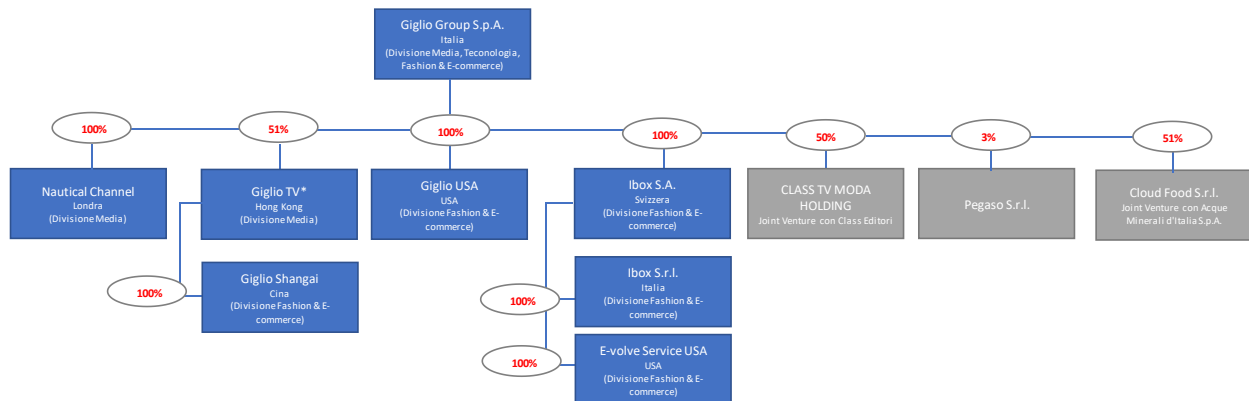 Giglio Group S.p.A.
Italia
(Divisione Media, Teconologia,
Fashion & E-commerce)
100%
51%
100%
100%
50%
3%
51%
Nautical Channel
Londra
(Divisione Media)
Giglio TV*
Hong Kong
(Divisione Media)
Giglio USA
USA
(Divisione Fashion & E-
commerce)
Ibox S.A.
Svizzera
(Divisione Fashion & E-
commerce)
CLASS TV MODA
HOLDING
Joint Venture con Class Editori
Pegaso S.r.l.
Cloud Food S.r.l.
Joint Venture con Acque
Minerali d'Italia S.p.A.
100%
Giglio Shangai
Cina
(Divisione Fashion & E-
commerce)
100%
Ibox S.r.l.
Italia
(Divisione Fashion & E-
commerce)
100%
E-volve Service USA
USA
(Divisione Fashion & E-
commerce)